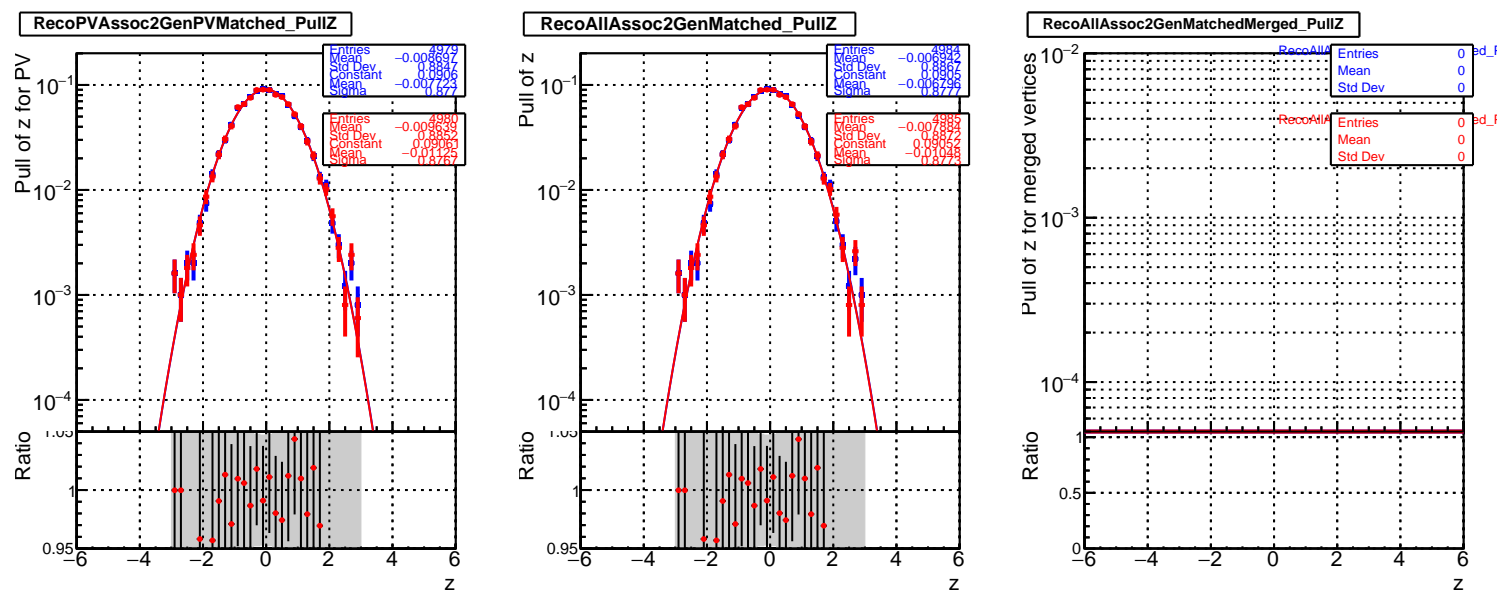 RecoPVAssoc2GenPVMatched_PullZ
Pull of z for PV
Entries 4979
Mean −0.008697
Std Dev 0.8847
Constant 0.0906
Mean −0.007723
Sigma 0.877
Entries 4980
Mean −0.009639
Std Dev 0.8852
Constant 0.09061
Mean −0.01125
Sigma 0.8767
10−1
10−2
10−3
10−4
Ratio
1.05
1
0.95
−6 −4 −2 0 2 4 6
z
RecoAllAssoc2GenMatched_PullZ
Pull of z
Entries 4984
Mean −0.006942
Std Dev 0.8867
Constant 0.0905
Mean −0.006796
Sigma 0.8777
Entries 4985
Mean −0.007884
Std Dev 0.8872
Constant 0.09052
Mean −0.01048
Sigma 0.8773
10−1
10−2
10−3
10−4
Ratio
1.05
1
0.95
−6 −4 −2 0 2 4 6
z
RecoAllAssoc2GenMatchedMerged_PullZ
Pull of z for merged vertices
Entries 0
Mean 0
Std Dev 0
Entries 0
Mean 0
Std Dev 0
10−2
10−3
10−4
Ratio
1
0.5
0
−6 −4 −2 0 2 4 6
z